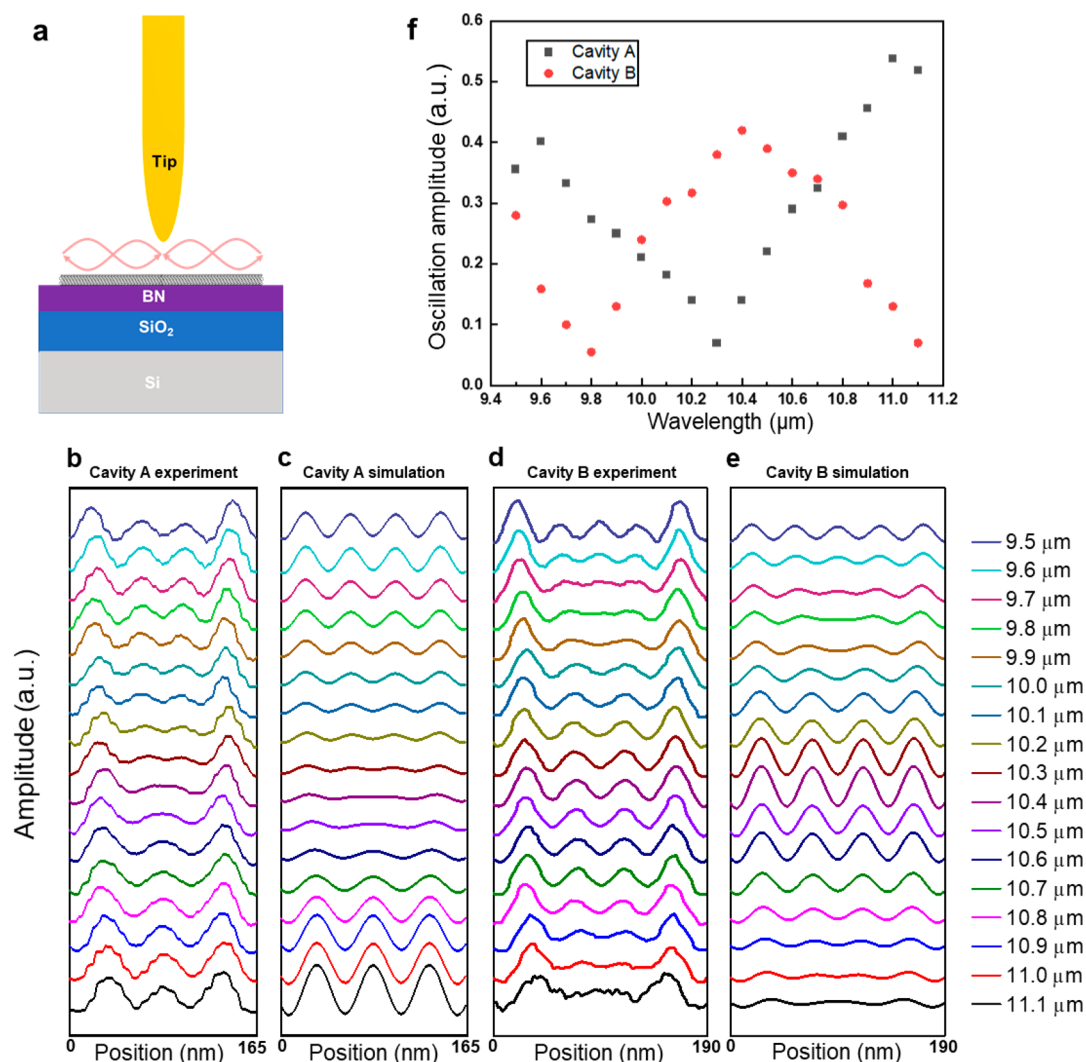 a
Tip
BN
SiO₂
Si
f
Oscillation amplitude (a.u.)
0.6
0.5
0.4
0.3
0.2
0.1
0.0
Cavity A
Cavity B
9.4 9.6 9.8 10.0 10.2 10.4 10.6 10.8 11.0 11.2
Wavelength (μm)
b
Cavity A experiment
c
Cavity A simulation
d
Cavity B experiment
e
Cavity B simulation
Amplitude (a.u.)
9.5 μm
9.6 μm
9.7 μm
9.8 μm
9.9 μm
10.0 μm
10.1 μm
10.2 μm
10.3 μm
10.4 μm
10.5 μm
10.6 μm
10.7 μm
10.8 μm
10.9 μm
11.0 μm
11.1 μm
0 Position (nm) 165
0 Position (nm) 165
0 Position (nm) 190
0 Position (nm) 190